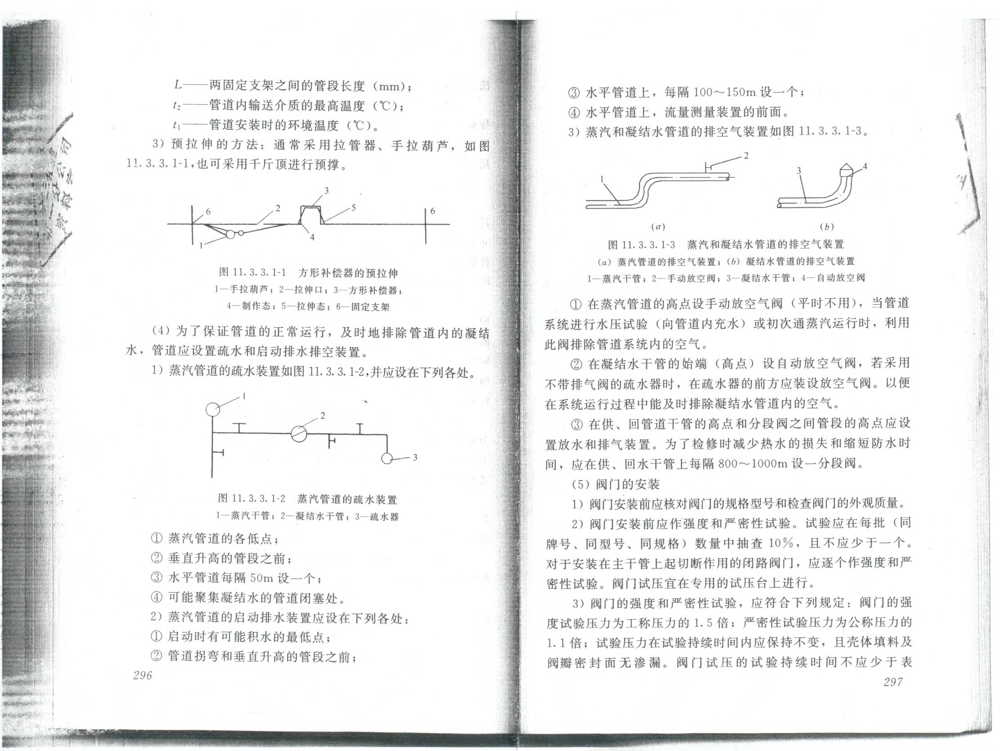 L——两固定支架之间的管段长度（mm）；
t₂——管道内输送介质的最高温度（℃）；
t₁——管道安装时的环境温度（℃）。
3）预拉伸的方法：通常采用拉管器、手拉葫芦，如图
11.3.3.1-1,也可采用千斤顶进行预撑。
3
6
2
5
6
4
1
图 11.3.3.1-1 方形补偿器的预拉伸
1—手拉葫芦；2—拉伸口；3—方形补偿器；
4—制作态；5—拉伸态；6—固定支架
（4）为了保证管道的正常运行，及时地排除管道内的凝结
水，管道应设置疏水和启动排水排空装置。
1）蒸汽管道的疏水装置如图 11.3.3.1-2,并应设在下列各处。
1
2
3
图 11.3.3.1-2 蒸汽管道的疏水装置
1—蒸汽干管；2—凝结水干管；3—疏水器
① 蒸汽管道的各低点；
② 垂直升高的管段之前；
③ 水平管道每隔 50m 设一个；
④ 可能聚集凝结水的管道闭塞处。
2）蒸汽管道的启动排水装置应设在下列各处：
① 启动时有可能积水的最低点；
② 管道拐弯和垂直升高的管段之前；
296
③ 水平管道上，每隔 100～150m 设一个；
④ 水平管道上，流量测量装置的前面。
3）蒸汽和凝结水管道的排空气装置如图 11.3.3.1-3。
1
2
3
4
(a)
(b)
图 11.3.3.1-3 蒸汽和凝结水管道的排空气装置
(a) 蒸汽管道的排空气装置；(b) 凝结水管道的排空气装置
1—蒸汽干管；2—手动放空阀；3—凝结水干管；4—自动放空阀
① 在蒸汽管道的高点设手动放空气阀（平时不用），当管道
系统进行水压试验（向管道内充水）或初次通蒸汽运行时，利用
此阀排除管道系统内的空气。
② 在凝结水干管的始端（高点）设自动放空气阀，若采用
不带排气阀的疏水器时，在疏水器的前方应装设放空气阀。以便
在系统运行过程中能及时排除凝结水管道内的空气。
③ 在供、回管道干管的高点和分段阀之间管段的高点应设
置放水和排气装置。为了检修时减少热水的损失和缩短防水时
间，应在供、回水干管上每隔 800～1000m 设一分段阀。
（5）阀门的安装
1）阀门安装前应核对阀门的规格型号和检查阀门的外观质量。
2）阀门安装前应作强度和严密性试验。试验应在每批（同
牌号、同型号、同规格）数量中抽查 10%，且不应少于一个。
对于安装在主干管上起切断作用的闭路阀门，应逐个作强度和严
密性试验。阀门试压宜在专用的试压台上进行。
3）阀门的强度和严密性试验，应符合下列规定：阀门的强
度试验压力为工称压力的 1.5 倍；严密性试验压力为公称压力的
1.1 倍；试验压力在试验持续时间内应保持不变，且壳体填料及
阀瓣密封面无渗漏。阀门试压的试验持续时间不应少于表
297